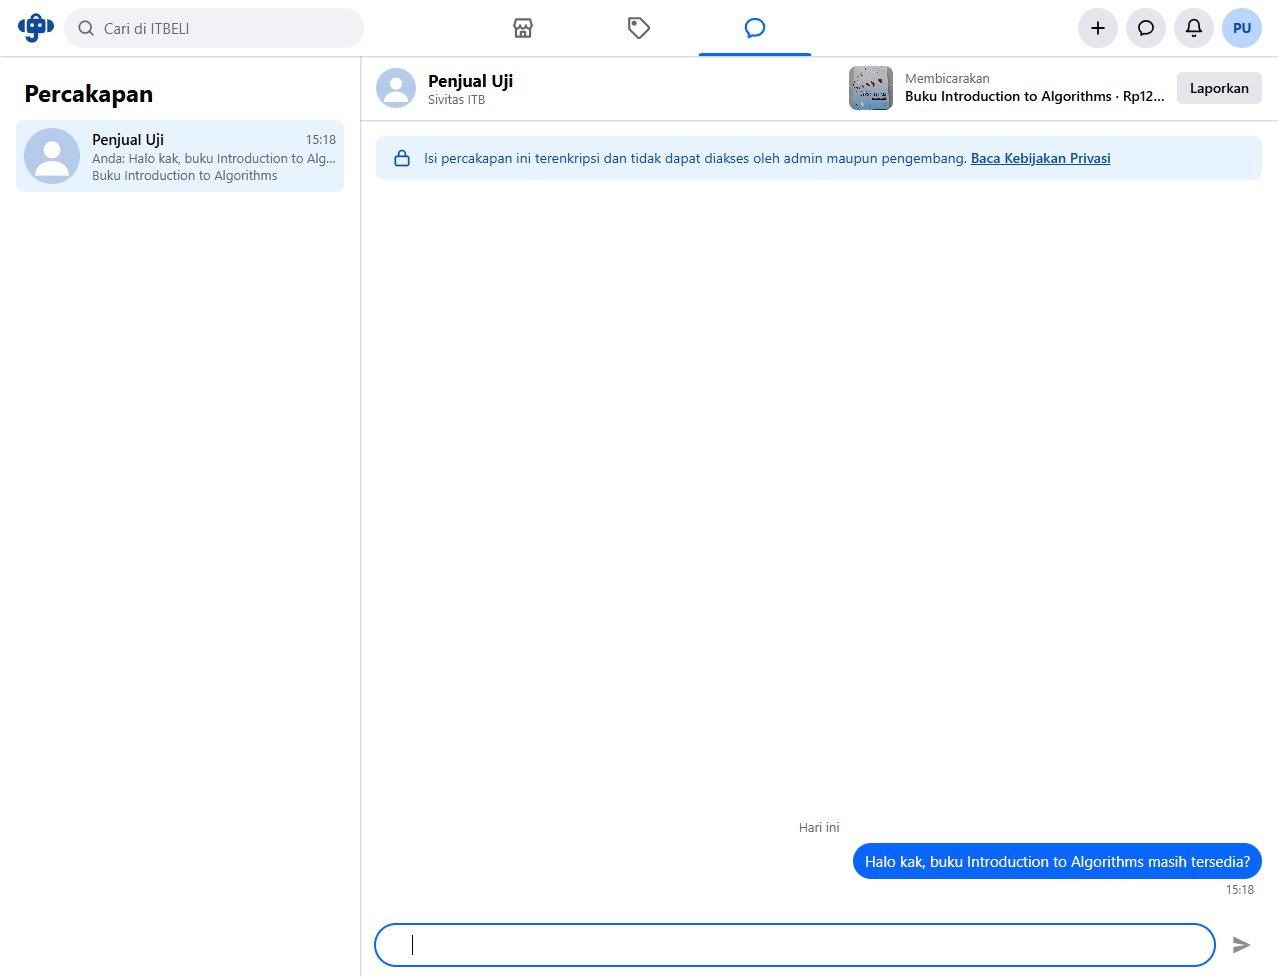 Cari di ITBELI
PU
Percakapan
Penjual Uji
15:18
Anda: Halo kak, buku Introduction to Alg...
Buku Introduction to Algorithms
Penjual Uji
Sivitas ITB
Membicarakan
Buku Introduction to Algorithms · Rp12...
Laporkan
Isi percakapan ini terenkripsi dan tidak dapat diakses oleh admin maupun pengembang. Baca Kebijakan Privasi
Hari ini
Halo kak, buku Introduction to Algorithms masih tersedia?
15:18